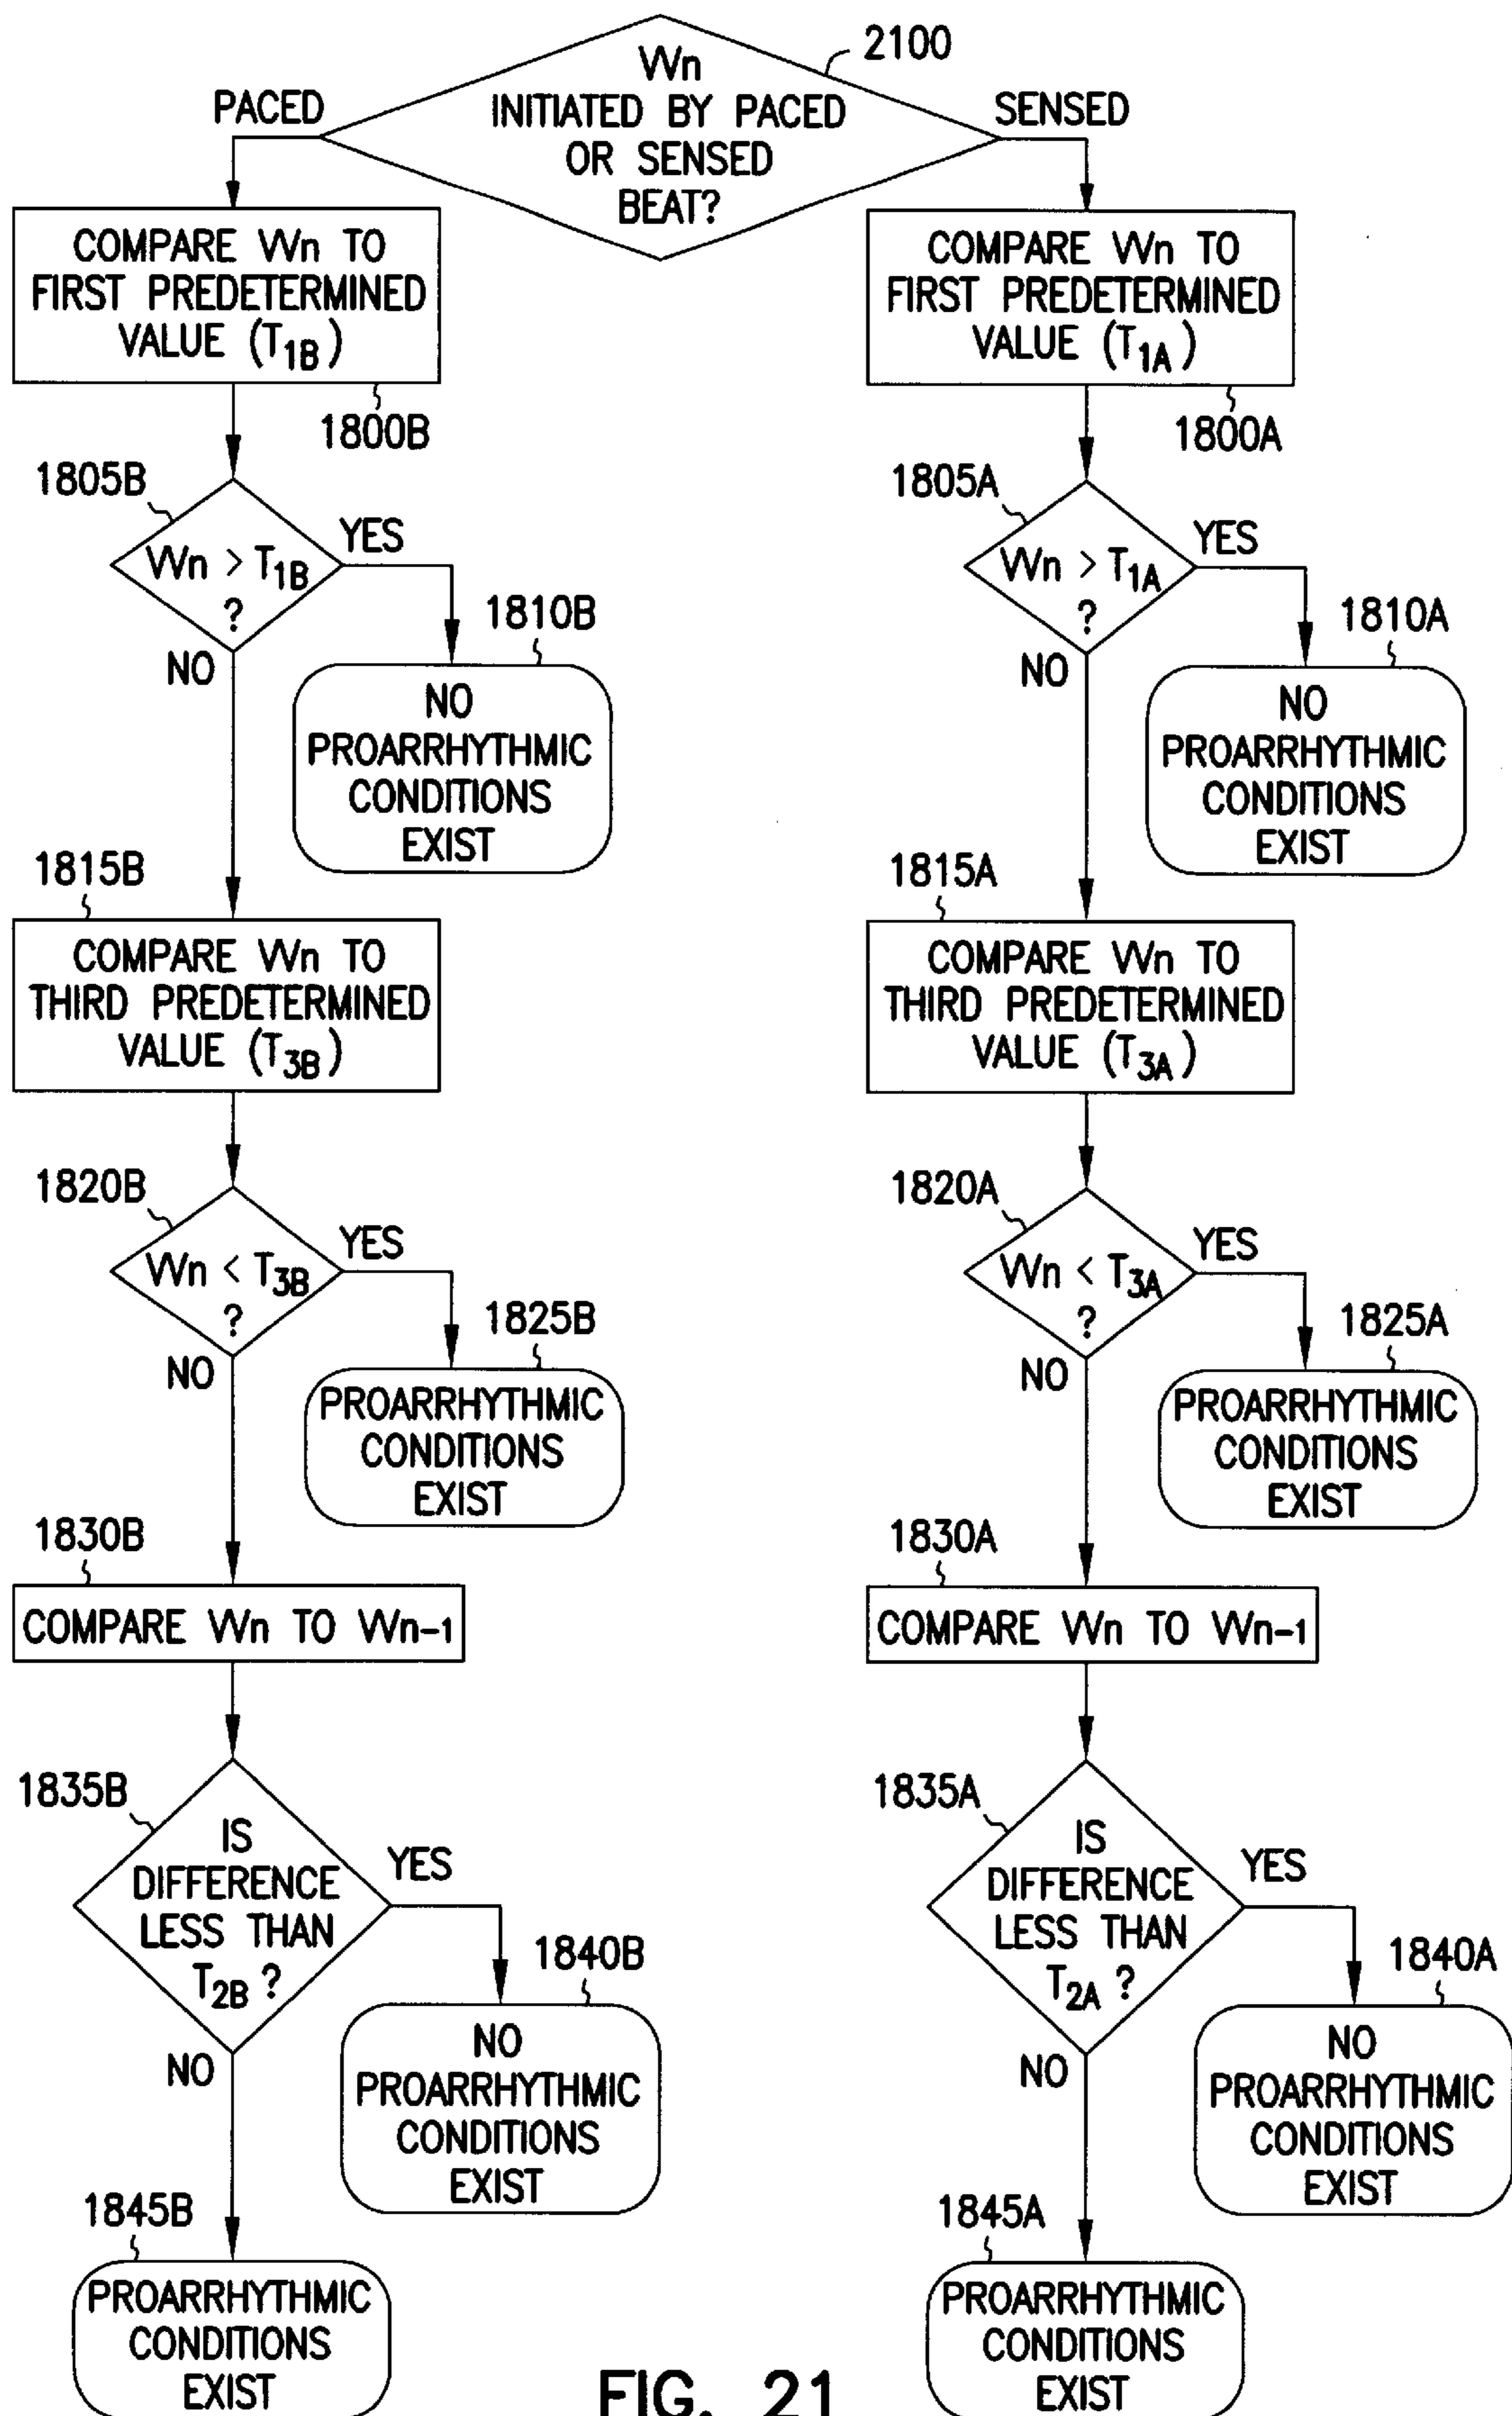 2100
Wn
INITIATED BY PACED
OR SENSED
BEAT?
PACED
SENSED
COMPARE Wn TO
FIRST PREDETERMINED
VALUE (T1B)
1800B
1805B
Wn > T1B
?
YES
NO
1810B
NO
PROARRHYTHMIC
CONDITIONS
EXIST
1815B
COMPARE Wn TO
THIRD PREDETERMINED
VALUE (T3B)
1820B
Wn < T3B
?
YES
NO
1825B
PROARRHYTHMIC
CONDITIONS
EXIST
1830B
COMPARE Wn TO Wn-1
1835B
IS
DIFFERENCE
LESS THAN
T2B ?
YES
NO
1840B
NO
PROARRHYTHMIC
CONDITIONS
EXIST
1845B
PROARRHYTHMIC
CONDITIONS
EXIST
COMPARE Wn TO
FIRST PREDETERMINED
VALUE (T1A)
1800A
1805A
Wn > T1A
?
YES
NO
1810A
NO
PROARRHYTHMIC
CONDITIONS
EXIST
1815A
COMPARE Wn TO
THIRD PREDETERMINED
VALUE (T3A)
1820A
Wn < T3A
?
YES
NO
1825A
PROARRHYTHMIC
CONDITIONS
EXIST
1830A
COMPARE Wn TO Wn-1
1835A
IS
DIFFERENCE
LESS THAN
T2A ?
YES
NO
1840A
NO
PROARRHYTHMIC
CONDITIONS
EXIST
1845A
PROARRHYTHMIC
CONDITIONS
EXIST
FIG. 21